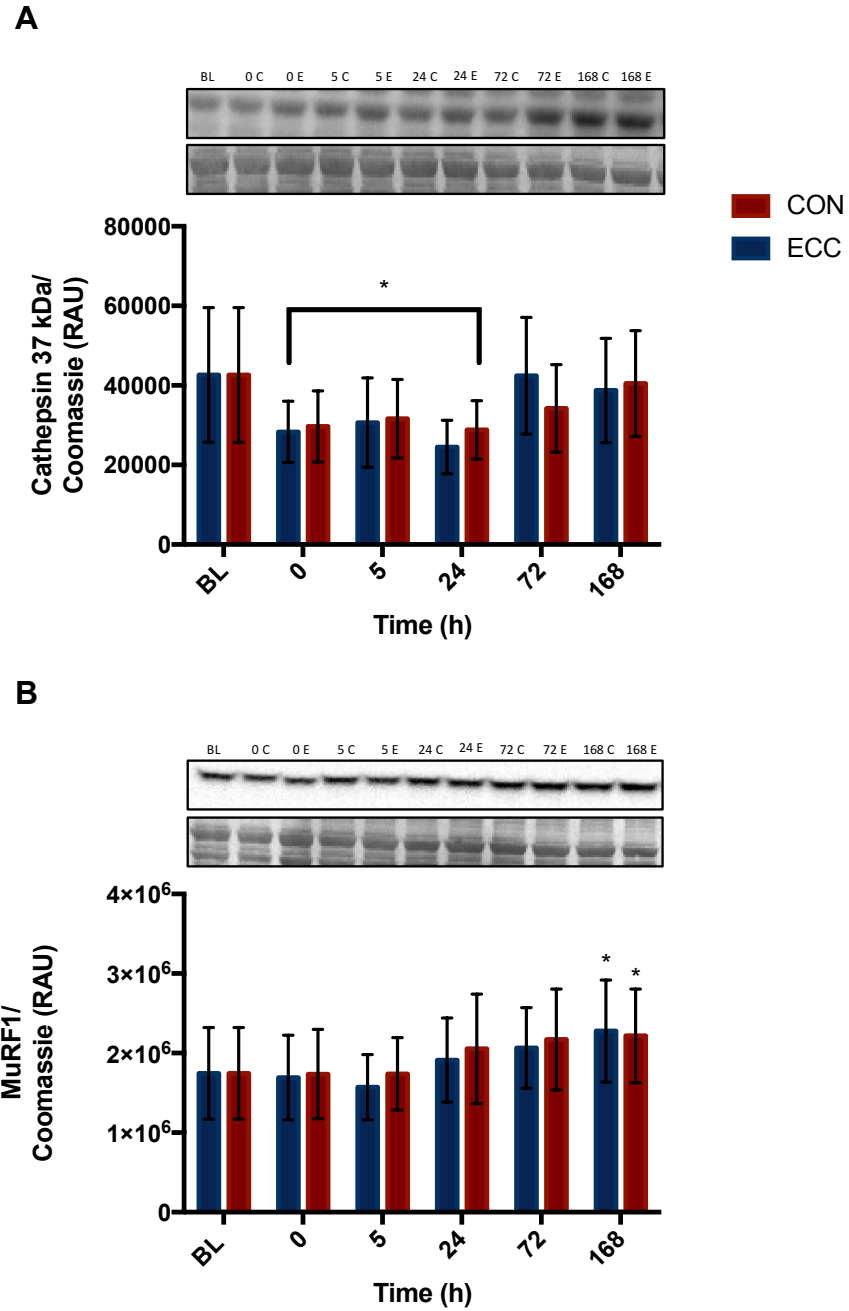 A
BL 0 C 0 E 5 C 5 E 24 C 24 E 72 C 72 E 168 C 168 E
CON
ECC
Cathepsin 37 kDa/
Coomassie (RAU)
80000
60000
40000
20000
0
*
BL 0 5 24 72 168
Time (h)
B
BL 0 C 0 E 5 C 5 E 24 C 24 E 72 C 72 E 168 C 168 E
MuRF1/
Coomassie (RAU)
4×10⁶
3×10⁶
2×10⁶
1×10⁶
0
* *
BL 0 5 24 72 168
Time (h)